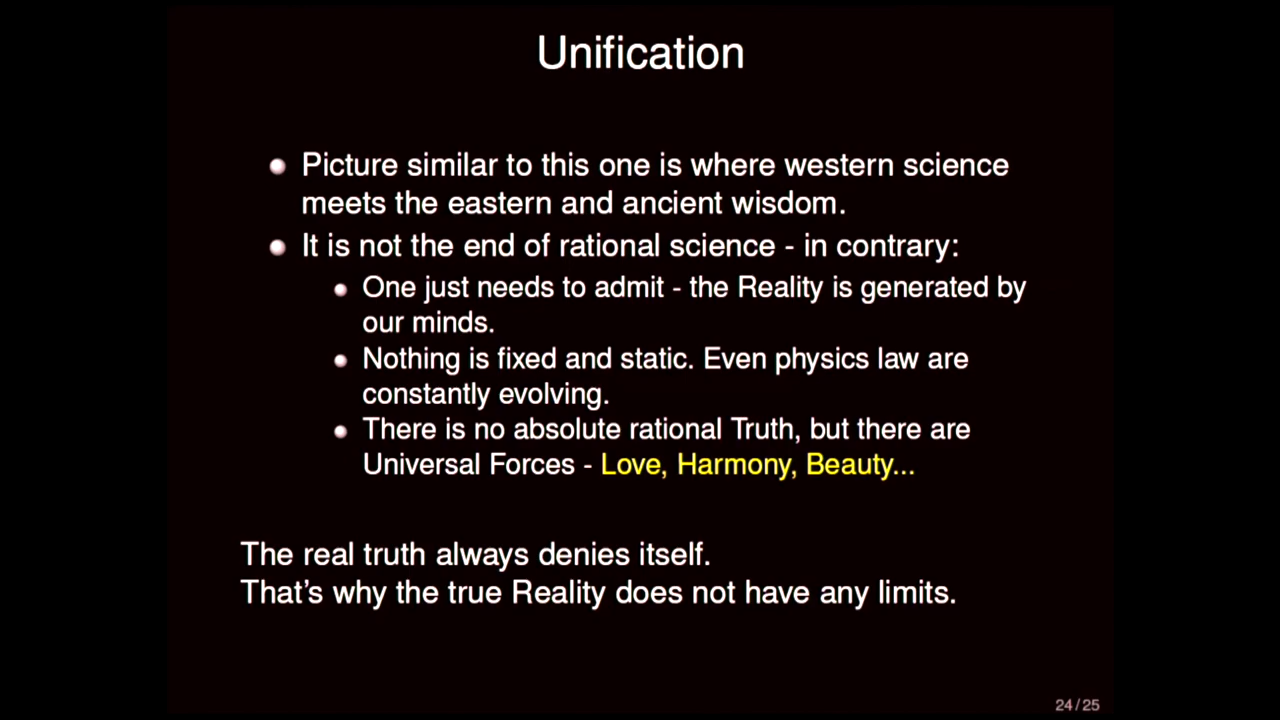 Unification
Picture similar to this one is where western science
meets the eastern and ancient wisdom.
It is not the end of rational science - in contrary:
One just needs to admit - the Reality is generated by
our minds.
Nothing is fixed and static. Even physics law are
constantly evolving.
There is no absolute rational Truth, but there are
Universal Forces - Love, Harmony, Beauty...
The real truth always denies itself.
That's why the true Reality does not have any limits.
24/25